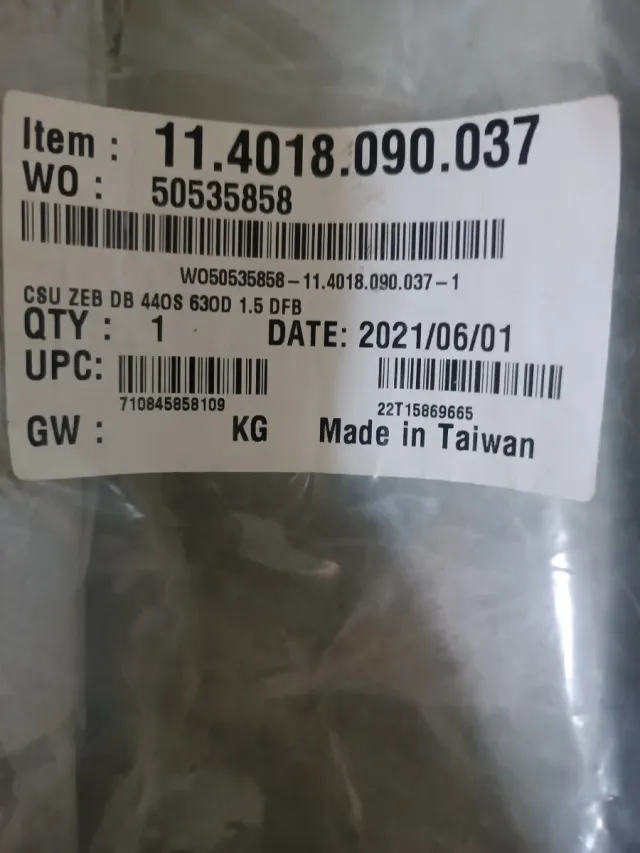 Item : 11.4018.090.037
WO : 50535858
WO50535858-11.4018.090.037-1
CSU ZEB DB 440S 630D 1.5 DFB
QTY : 1 DATE: 2021/06/01
UPC:
710845858109 22T15869665
GW : KG Made in Taiwan